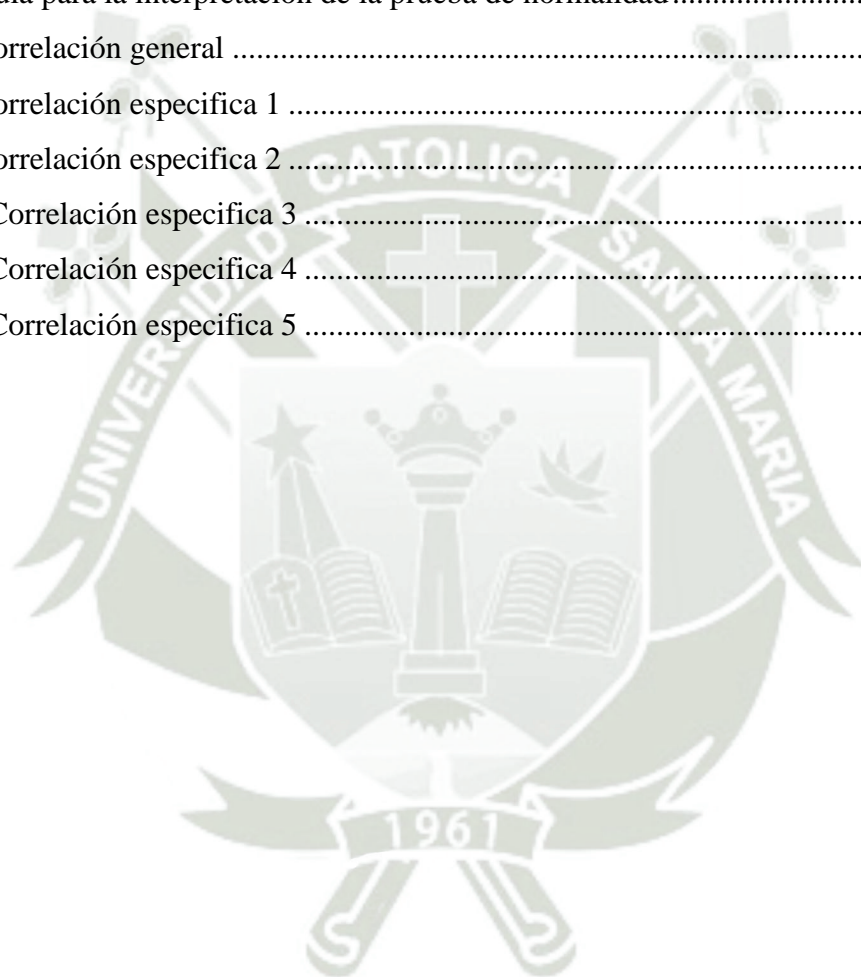 para la interpretación de la prueba de normalidad..........................
orrelación general ................................................................................
orrelación especifica 1 .........................................................................
orrelación especifica 2 .........................................................................
Correlación especifica 3 .......................................................................
Correlación especifica 4 .......................................................................
Correlación especifica 5 .......................................................................
UNIVERSIDAD CATOLICA SANTA MARIA
1961